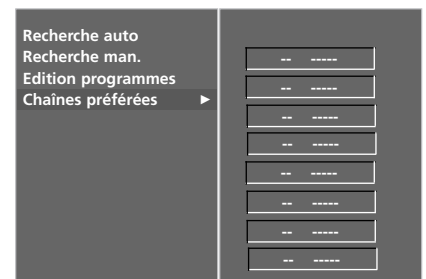 Recherche auto
Recherche man.
Edition programmes
Chaînes préférées ►
-- -----
-- -----
-- -----
-- -----
-- -----
-- -----
-- -----
-- -----